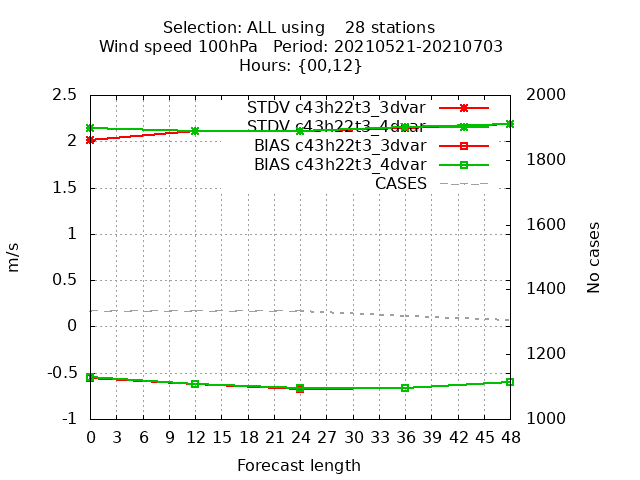 Selection: ALL using    28 stations
Wind speed 100hPa   Period: 20210521-20210703
Hours: {00,12}
2.5
2
1.5
1
0.5
0
-0.5
-1
m/s
STDV c43h22t3_3dvar
STDV c43h22t3_4dvar
BIAS c43h22t3_3dvar
BIAS c43h22t3_4dvar
CASES
2000
1800
1600
1400
1200
1000
No cases
0 3 6 9 12 15 18 21 24 27 30 33 36 39 42 45 48
Forecast length